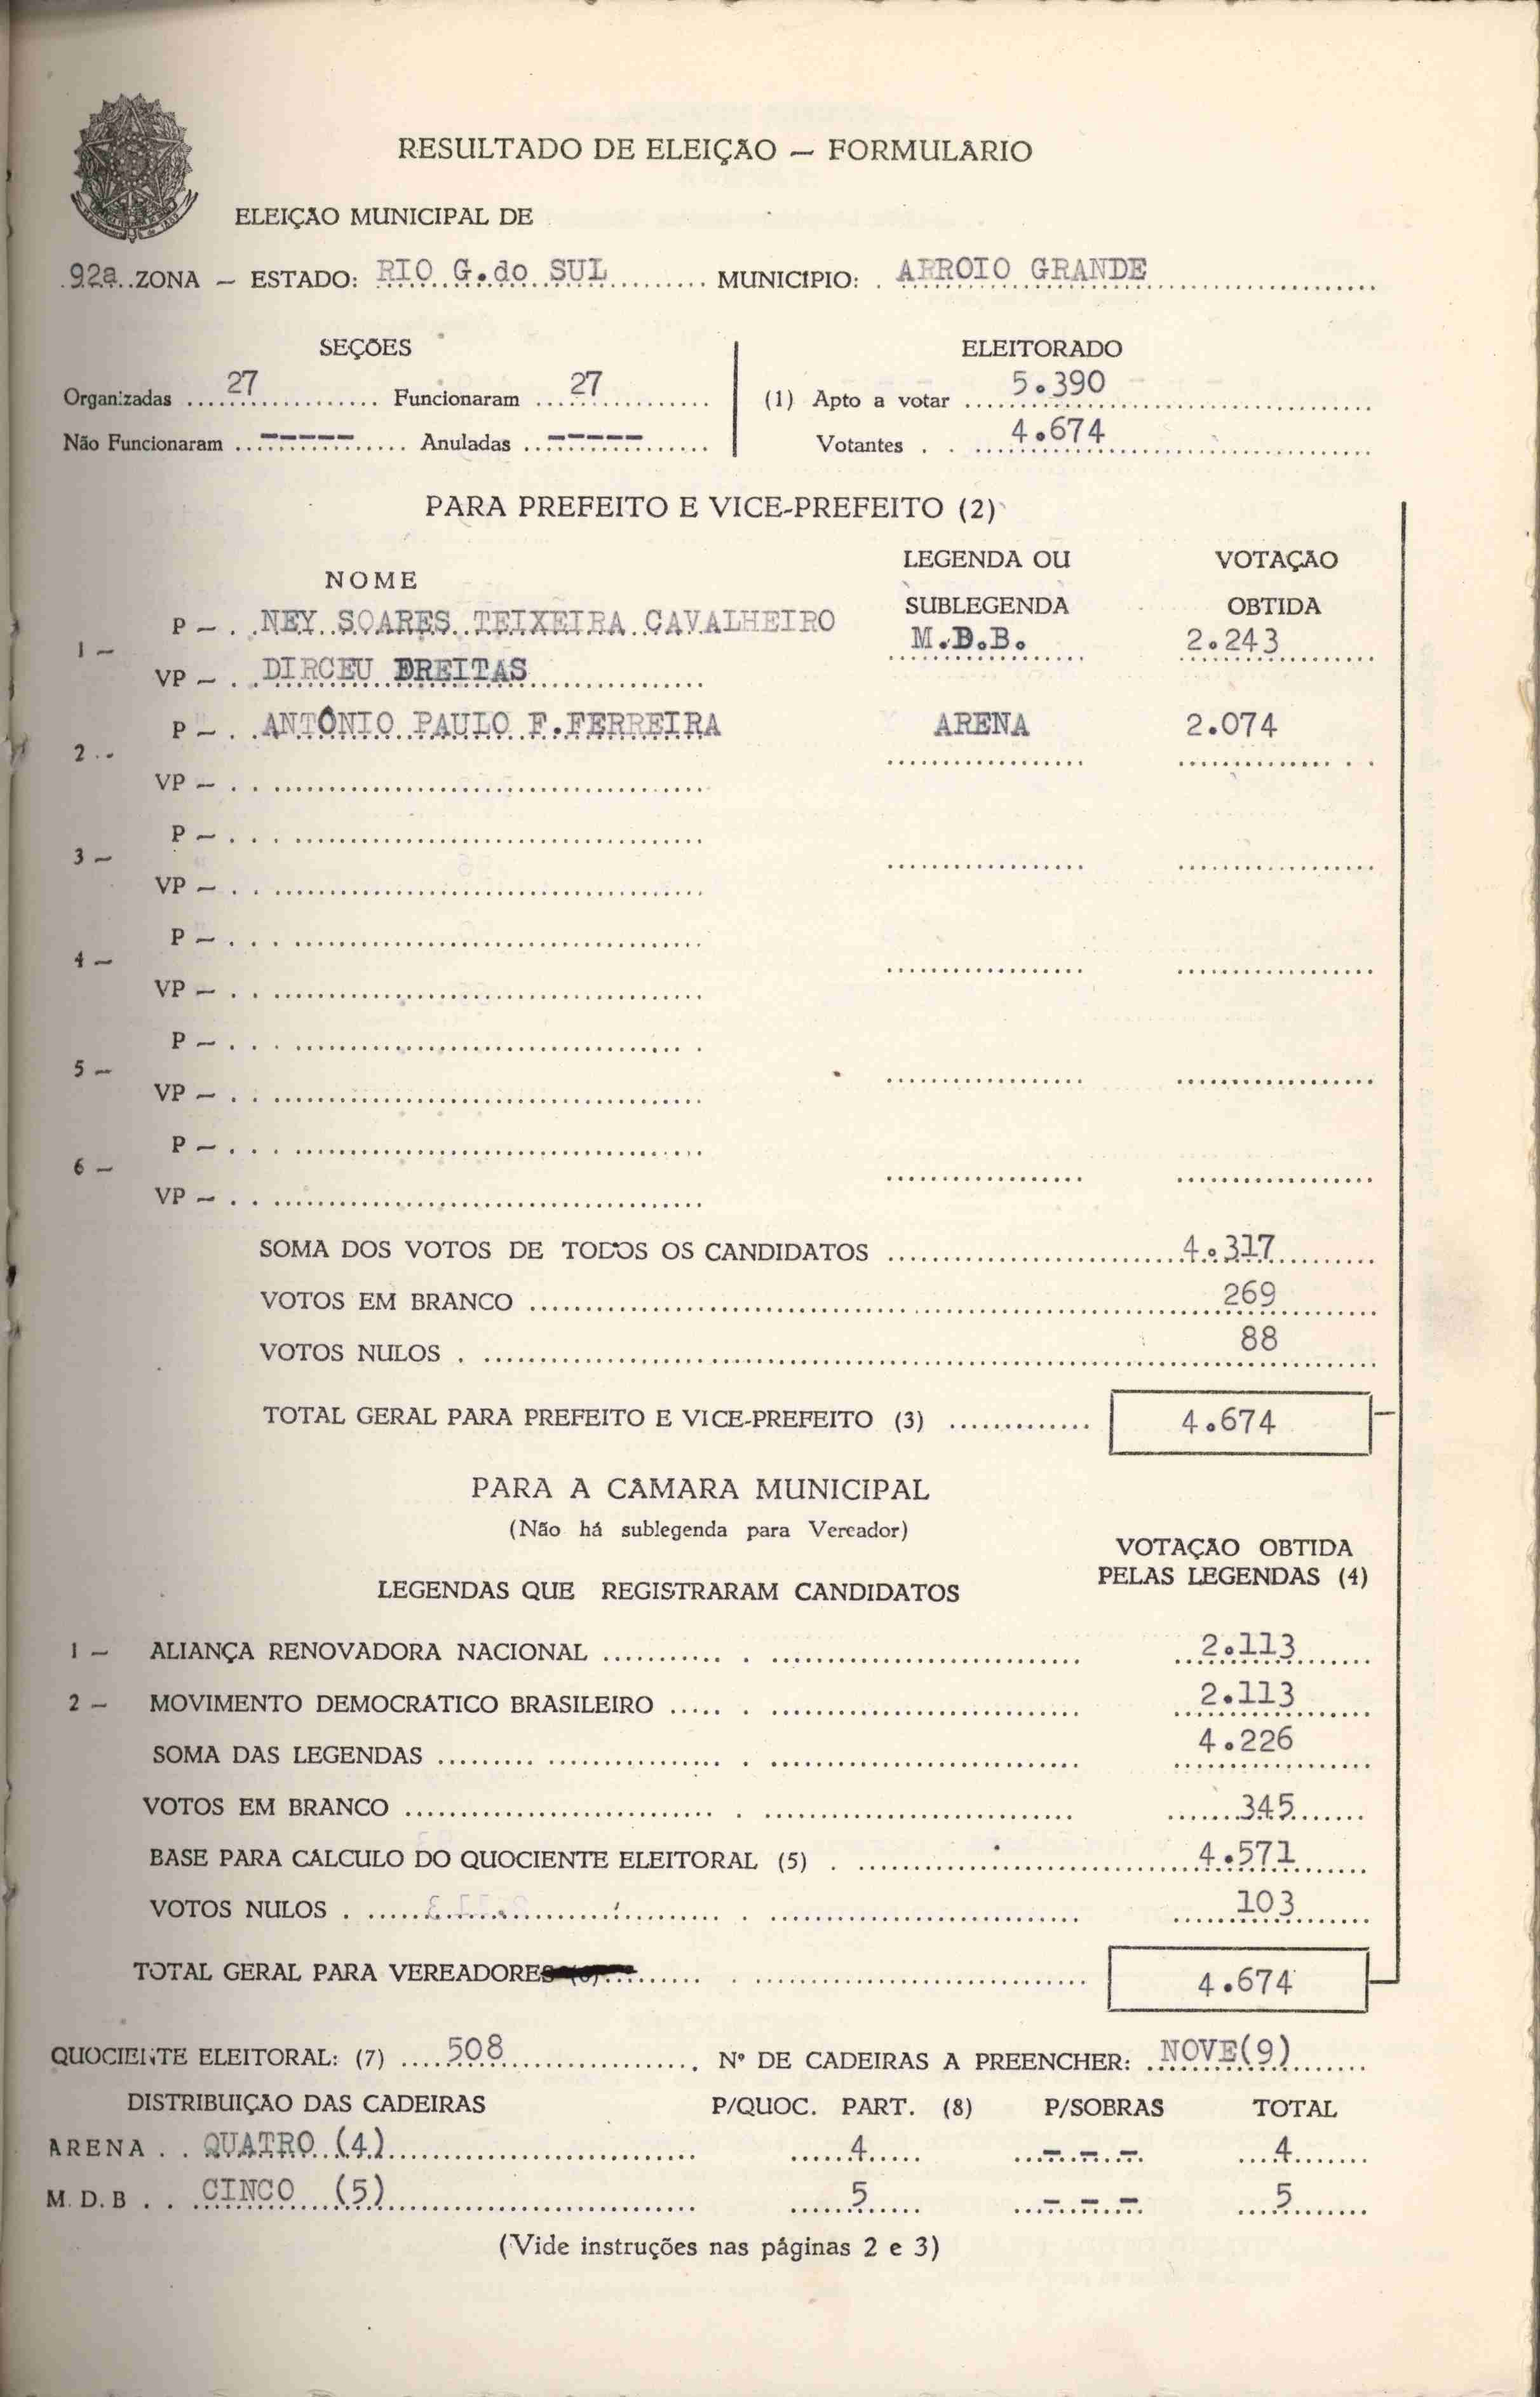 RESULTADO DE ELEIÇÃO — FORMULÁRIO
ELEIÇÃO MUNICIPAL DE
92a ZONA — ESTADO: RIO G.do SUL MUNICIPIO: ARROIO GRANDE
SEÇÕES ELEITORADO
Organizadas 27 Funcionaram 27 (1) Apto a votar 5.390
Não Funcionaram ------ Anuladas ------ Votantes 4.674
PARA PREFEITO E VICE-PREFEITO (2)
NOME LEGENDA OU SUBLEGENDA VOTAÇÃO OBTIDA
1 — P — NEY SOARES TEIXEIRA CAVALHEIRO M.D.B. 2.243
VP — DIRCEU FREITAS
2 — P — ANTÔNIO PAULO F.FERREIRA ARENA 2.074
VP —
3 — P —
VP —
4 — P —
VP —
5 — P —
VP —
6 — P —
VP —
SOMA DOS VOTOS DE TODOS OS CANDIDATOS 4.317
VOTOS EM BRANCO 269
VOTOS NULOS 88
TOTAL GERAL PARA PREFEITO E VICE-PREFEITO (3) 4.674
PARA A CÂMARA MUNICIPAL
(Não há sublegenda para Vereador)
LEGENDAS QUE REGISTRARAM CANDIDATOS VOTAÇÃO OBTIDA PELAS LEGENDAS (4)
1 — ALIANÇA RENOVADORA NACIONAL 2.113
2 — MOVIMENTO DEMOCRÁTICO BRASILEIRO 2.113
SOMA DAS LEGENDAS 4.226
VOTOS EM BRANCO 345
BASE PARA CÁLCULO DO QUOCIENTE ELEITORAL (5) 4.571
VOTOS NULOS 103
TOTAL GERAL PARA VEREADORES 4.674
QUOCIENTE ELEITORAL: (7) 508 Nº DE CADEIRAS A PREENCHER: NOVE(9)
DISTRIBUIÇÃO DAS CADEIRAS P/QUOC. PART. (8) P/SOBRAS TOTAL
ARENA QUATRO (4) 4 -.-.- 4
M.D.B CINCO (5) 5 -.-.- 5
(Vide instruções nas páginas 2 e 3)